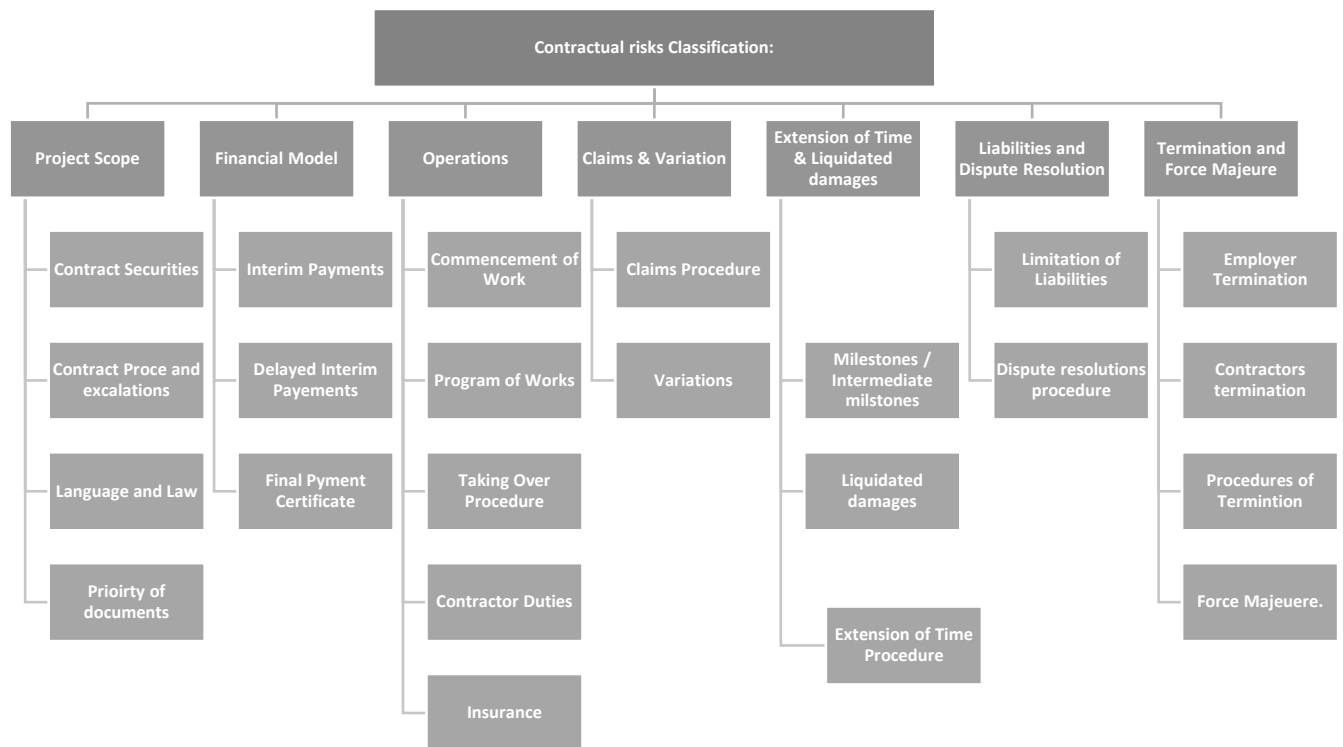 Contractual risks Classification:
Project Scope
Financial Model
Operations
Claims & Variation
Extension of Time
& Liquidated
damages
Liabilities and
Dispute Resolution
Termination and
Force Majeure
Contract Securities
Contract Proce and
excalations
Language and Law
Prioirty of
documents
Interim Payments
Delayed Interim
Payements
Final Pyment
Certificate
Commencement of
Work
Program of Works
Taking Over
Procedure
Contractor Duties
Insurance
Claims Procedure
Variations
Milestones /
Intermediate
milstones
Liquidated
damages
Extension of Time
Procedure
Limitation of
Liabilities
Dispute resolutions
procedure
Employer
Termination
Contractors
termination
Procedures of
Termintion
Force Majeuere.